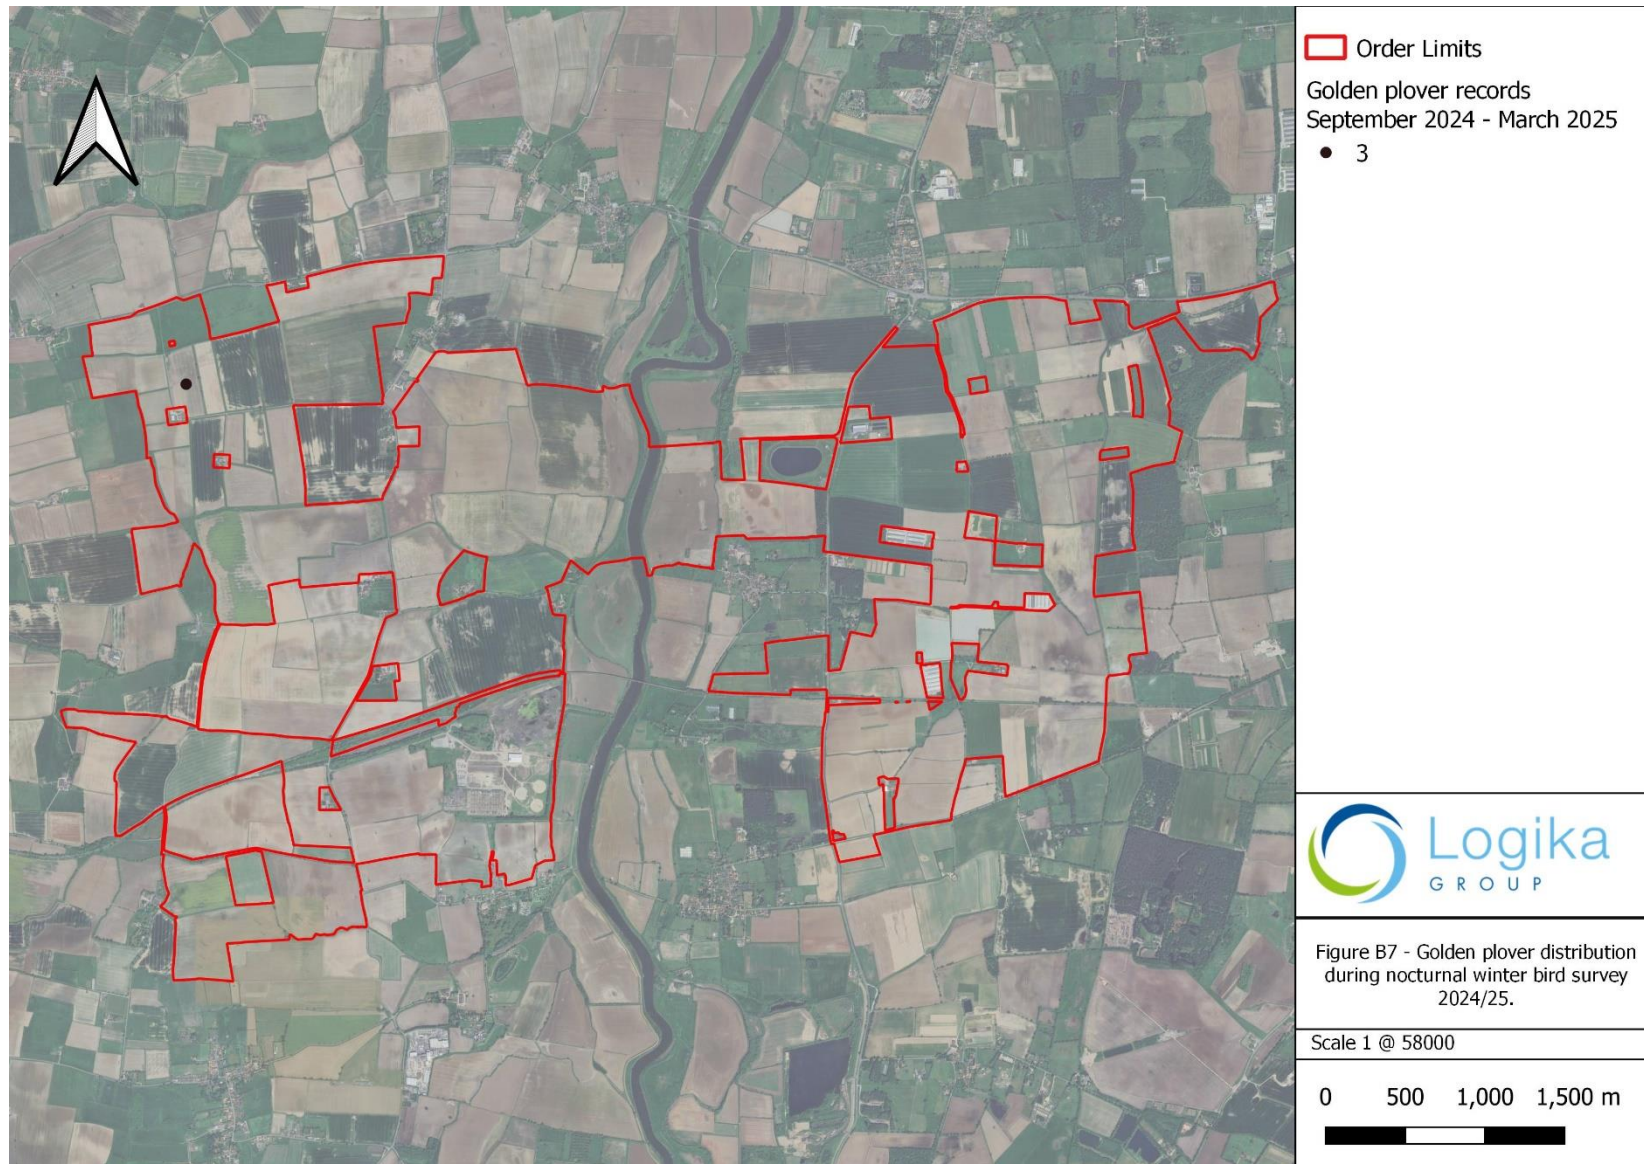 Order Limits
Golden plover records
September 2024 - March 2025
3
Logika
GROUP
Figure B7 - Golden plover distribution
during nocturnal winter bird survey
2024/25.
Scale 1 @ 58000
0 500 1,000 1,500 m